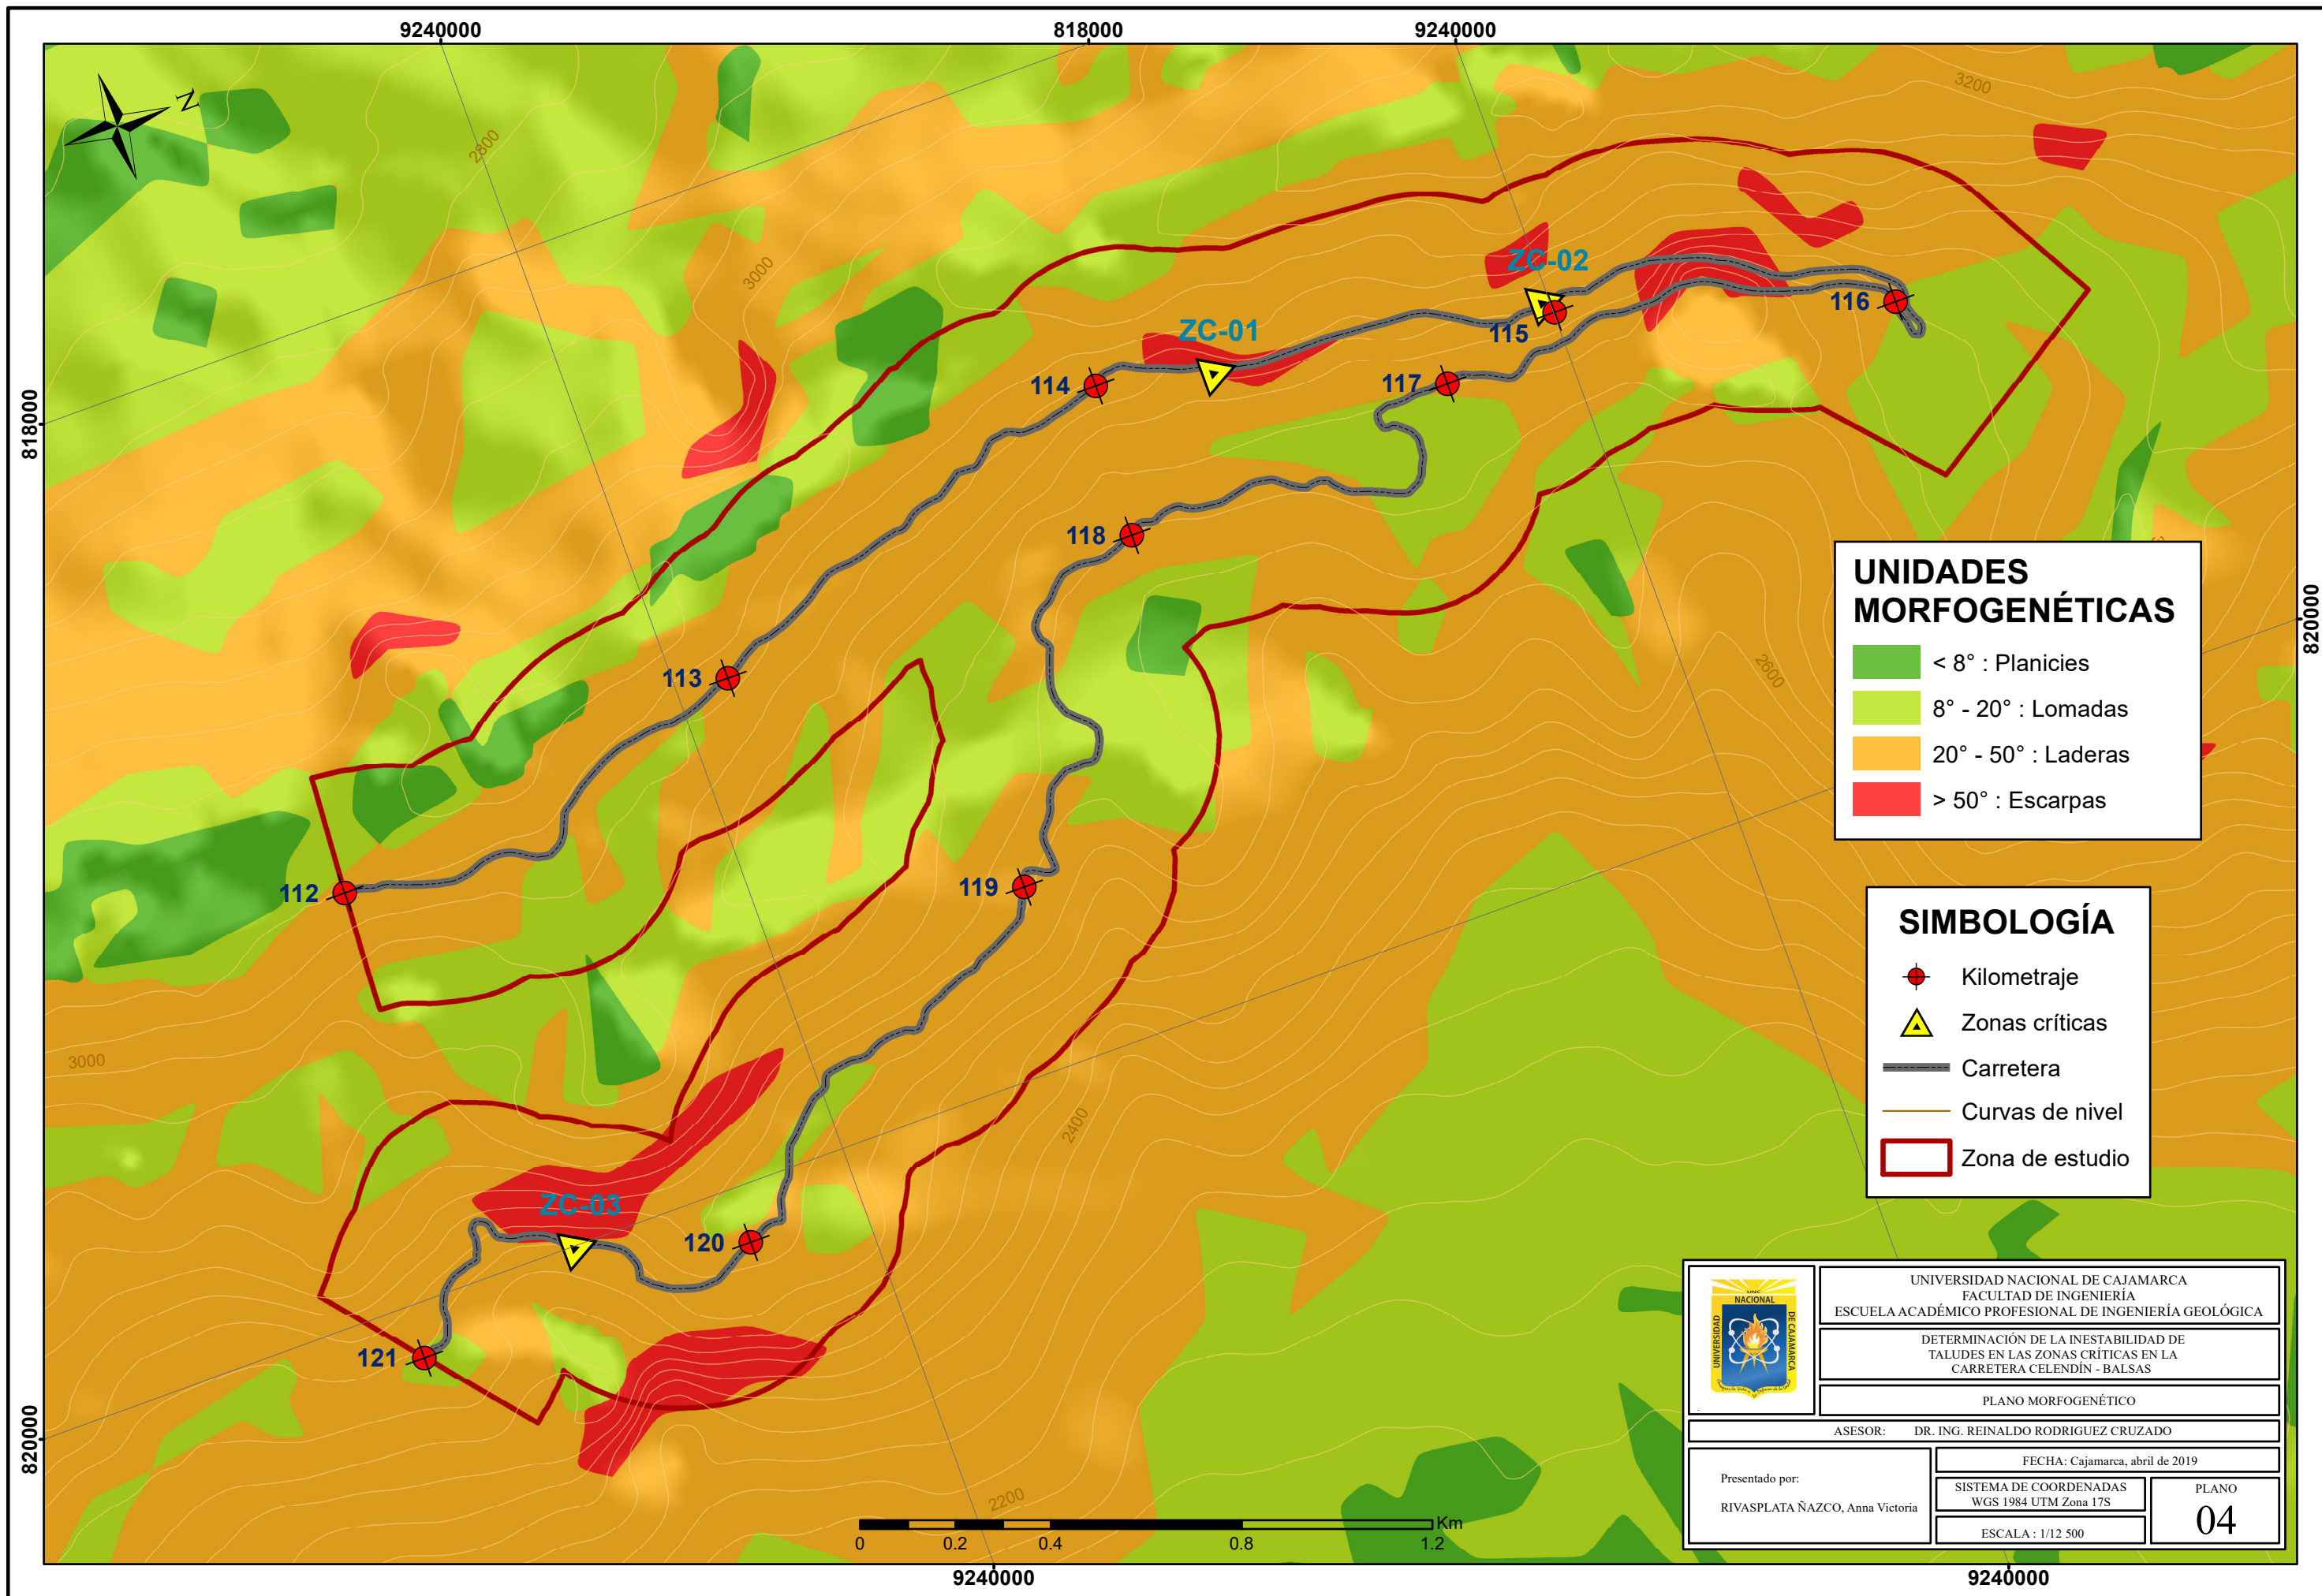 9240000
818000
9240000
N
3200
2800
3000
ZC-02
116
115
ZC-01
114
117
818000
118
UNIDADES
MORFOGENÉTICAS
< 8° : Planicies
8° - 20° : Lomadas
20° - 50° : Laderas
> 50° : Escarpas
820000
2600
113
112
119
SIMBOLOGÍA
Kilometraje
Zonas críticas
Carretera
Curvas de nivel
Zona de estudio
3000
2400
ZC-03
120
121
820000
2200
Km
0
0.2
0.4
0.8
1.2
UNC
NACIONAL
UNIVERSIDAD
DE CAJAMARCA
UNIVERSIDAD NACIONAL DE CAJAMARCA
FACULTAD DE INGENIERÍA
ESCUELA ACADÉMICO PROFESIONAL DE INGENIERÍA GEOLÓGICA
DETERMINACIÓN DE LA INESTABILIDAD DE
TALUDES EN LAS ZONAS CRÍTICAS EN LA
CARRETERA CELENDÍN - BALSAS
PLANO MORFOGENÉTICO
ASESOR: DR. ING. REINALDO RODRIGUEZ CRUZADO
Presentado por:
RIVASPLATA ÑAZCO, Anna Victoria
FECHA: Cajamarca, abril de 2019
SISTEMA DE COORDENADAS
WGS 1984 UTM Zona 17S
ESCALA : 1/12 500
PLANO
04
9240000
9240000